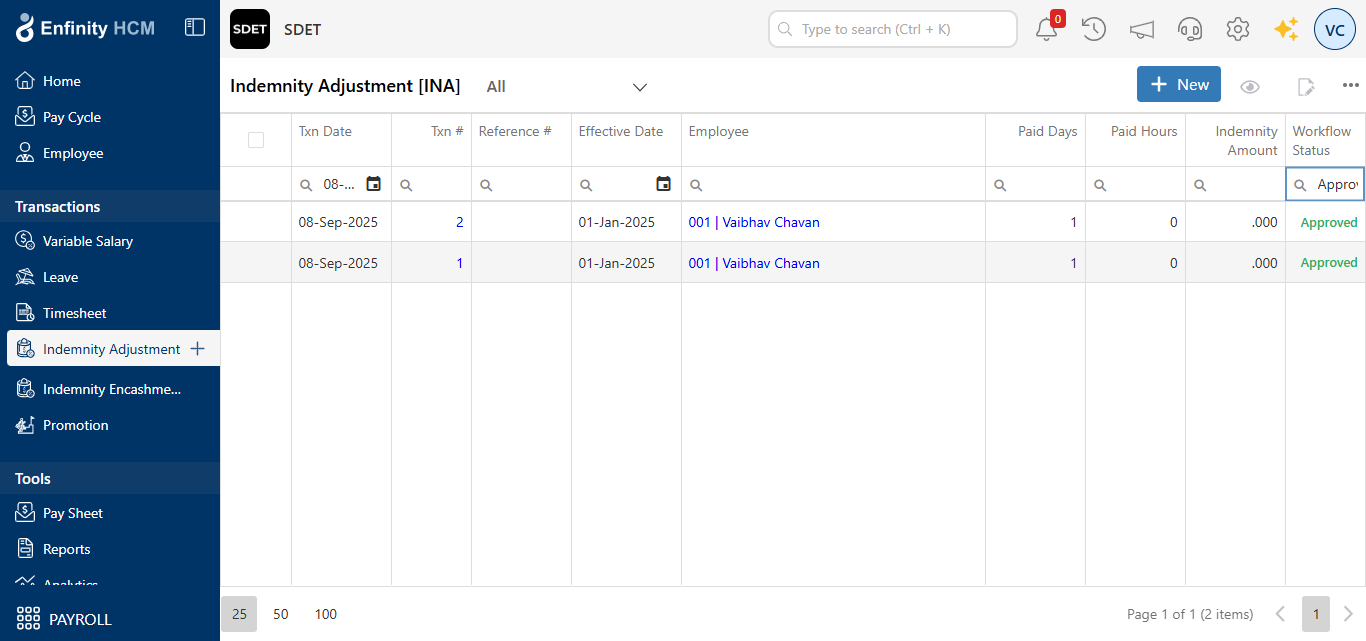 Enfinity HCM
SDET
SDET
Type to search (Ctrl + K)
0
VC
Home
Pay Cycle
Employee
Transactions
Variable Salary
Leave
Timesheet
Indemnity Adjustment
Indemnity Encashme...
Promotion
Tools
Pay Sheet
Reports
Analytics
PAYROLL
Indemnity Adjustment [INA]
All
New
Txn Date
Txn #
Reference #
Effective Date
Employee
Paid Days
Paid Hours
Indemnity
Amount
Workflow
Status
08-...
Approv
08-Sep-2025 2 01-Jan-2025 001 | Vaibhav Chavan 1 0 .000 Approved
08-Sep-2025 1 01-Jan-2025 001 | Vaibhav Chavan 1 0 .000 Approved
25 50 100
Page 1 of 1 (2 items)
1